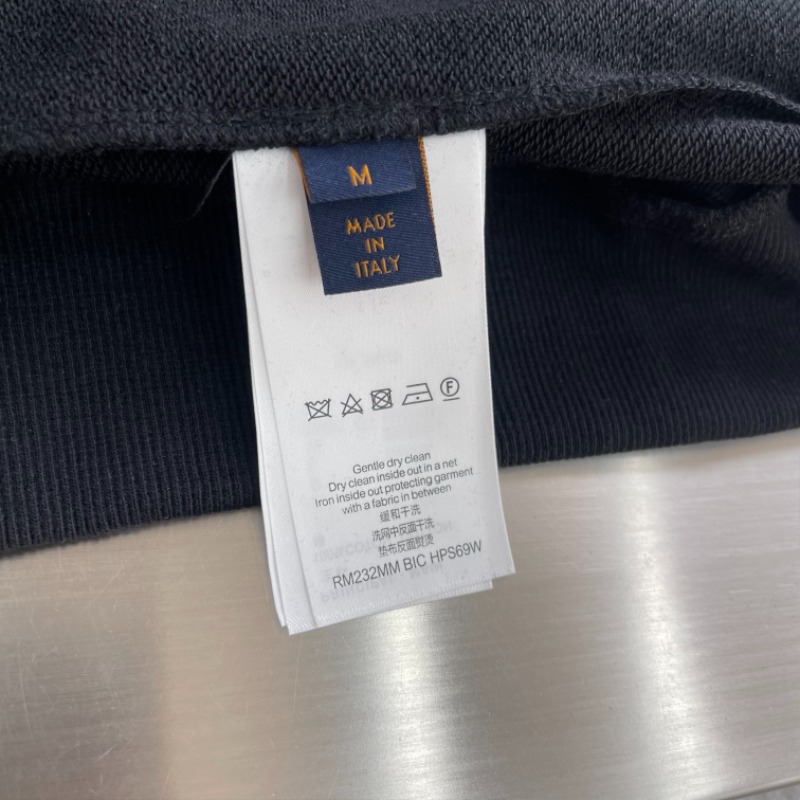 M
MADE
IN
ITALY
F
Gentle dry clean
Dry clean inside out in a net
Iron inside out protecting garment
with a fabric in between
缓和干洗
洗网中反面干洗
垫布反面熨烫
RM232MM BIC HPS69W